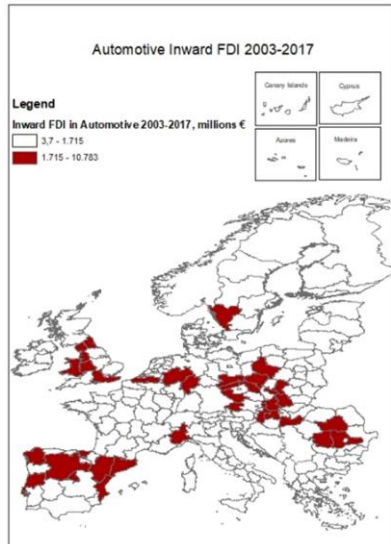 Automotive Inward FDI 2003-2017
Canary Islands
Cyprus
Azores
Madeira
Legend
Inward FDI in Automotive 2003-2017, millions €
3,7 - 1.715
1.715 - 10.783